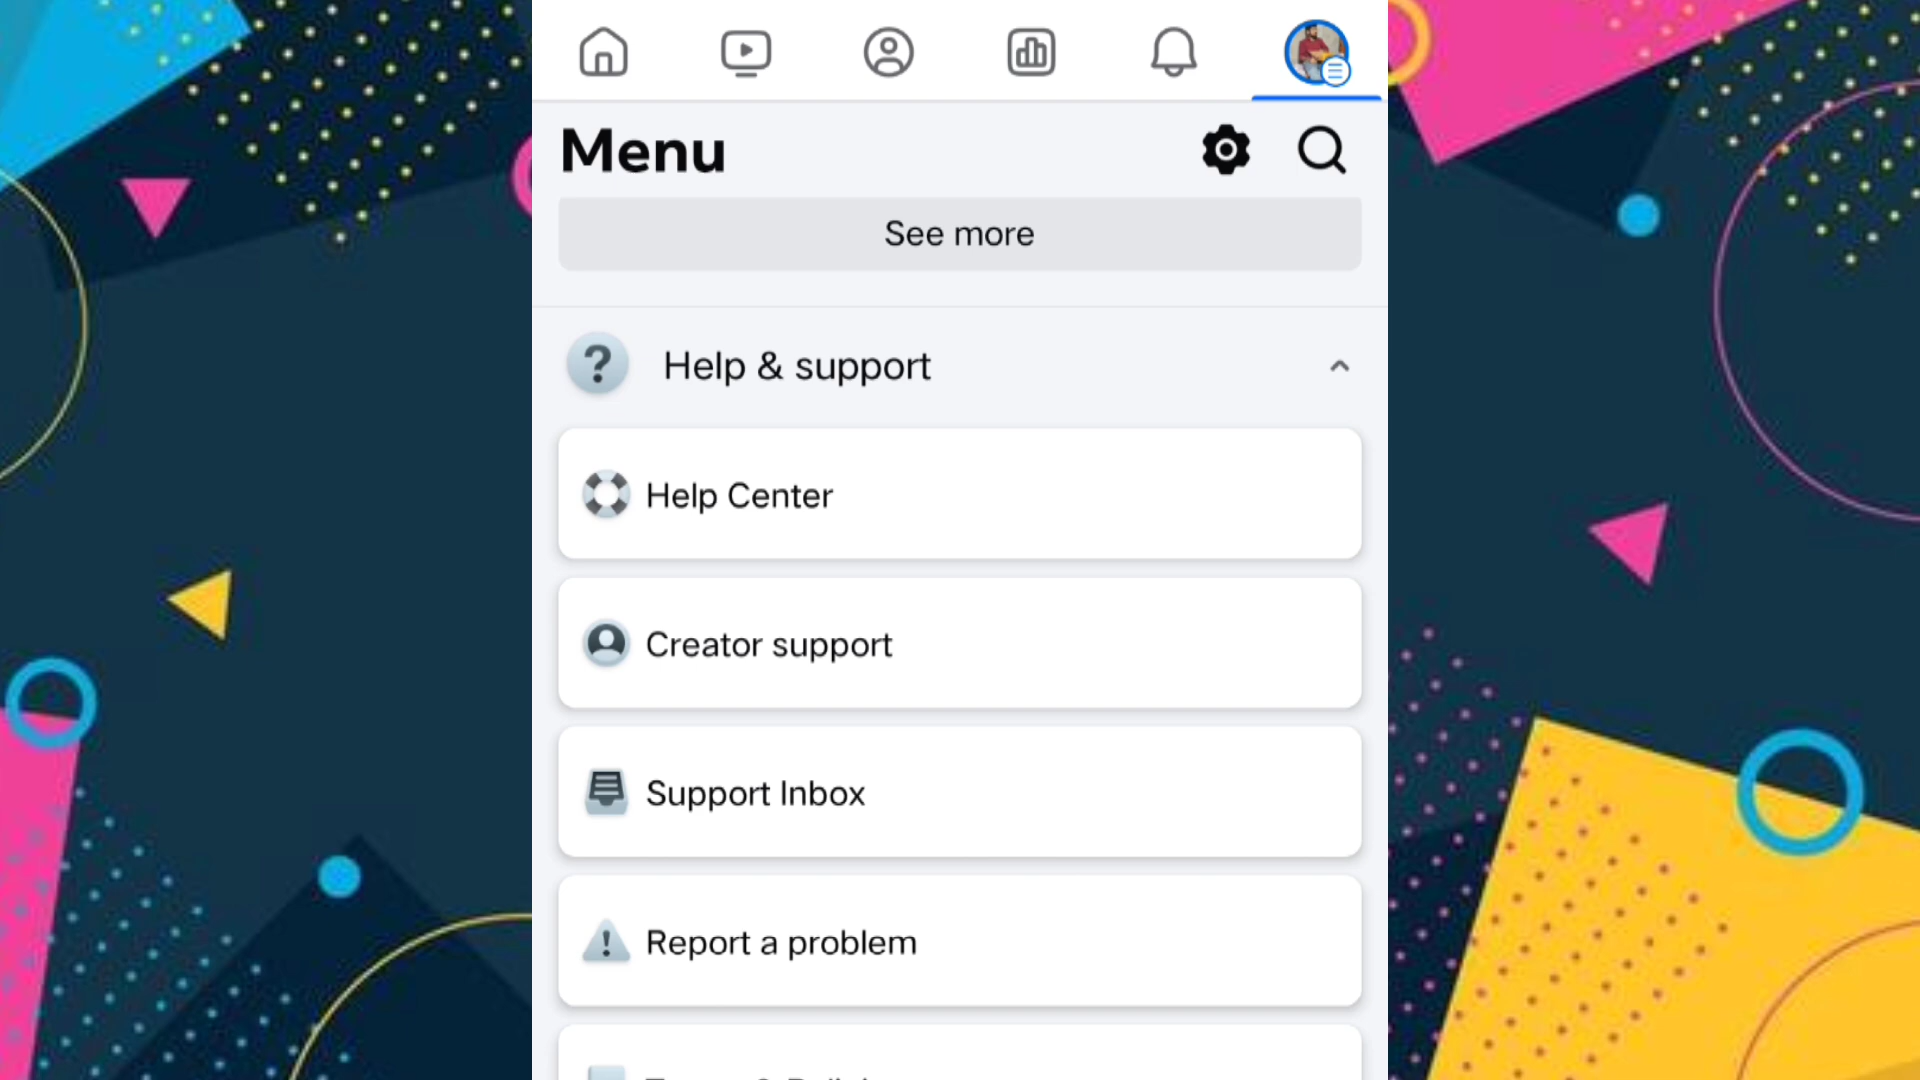 Menu
See more
Help & support
Help Center
Creator support
Support Inbox
Report a problem